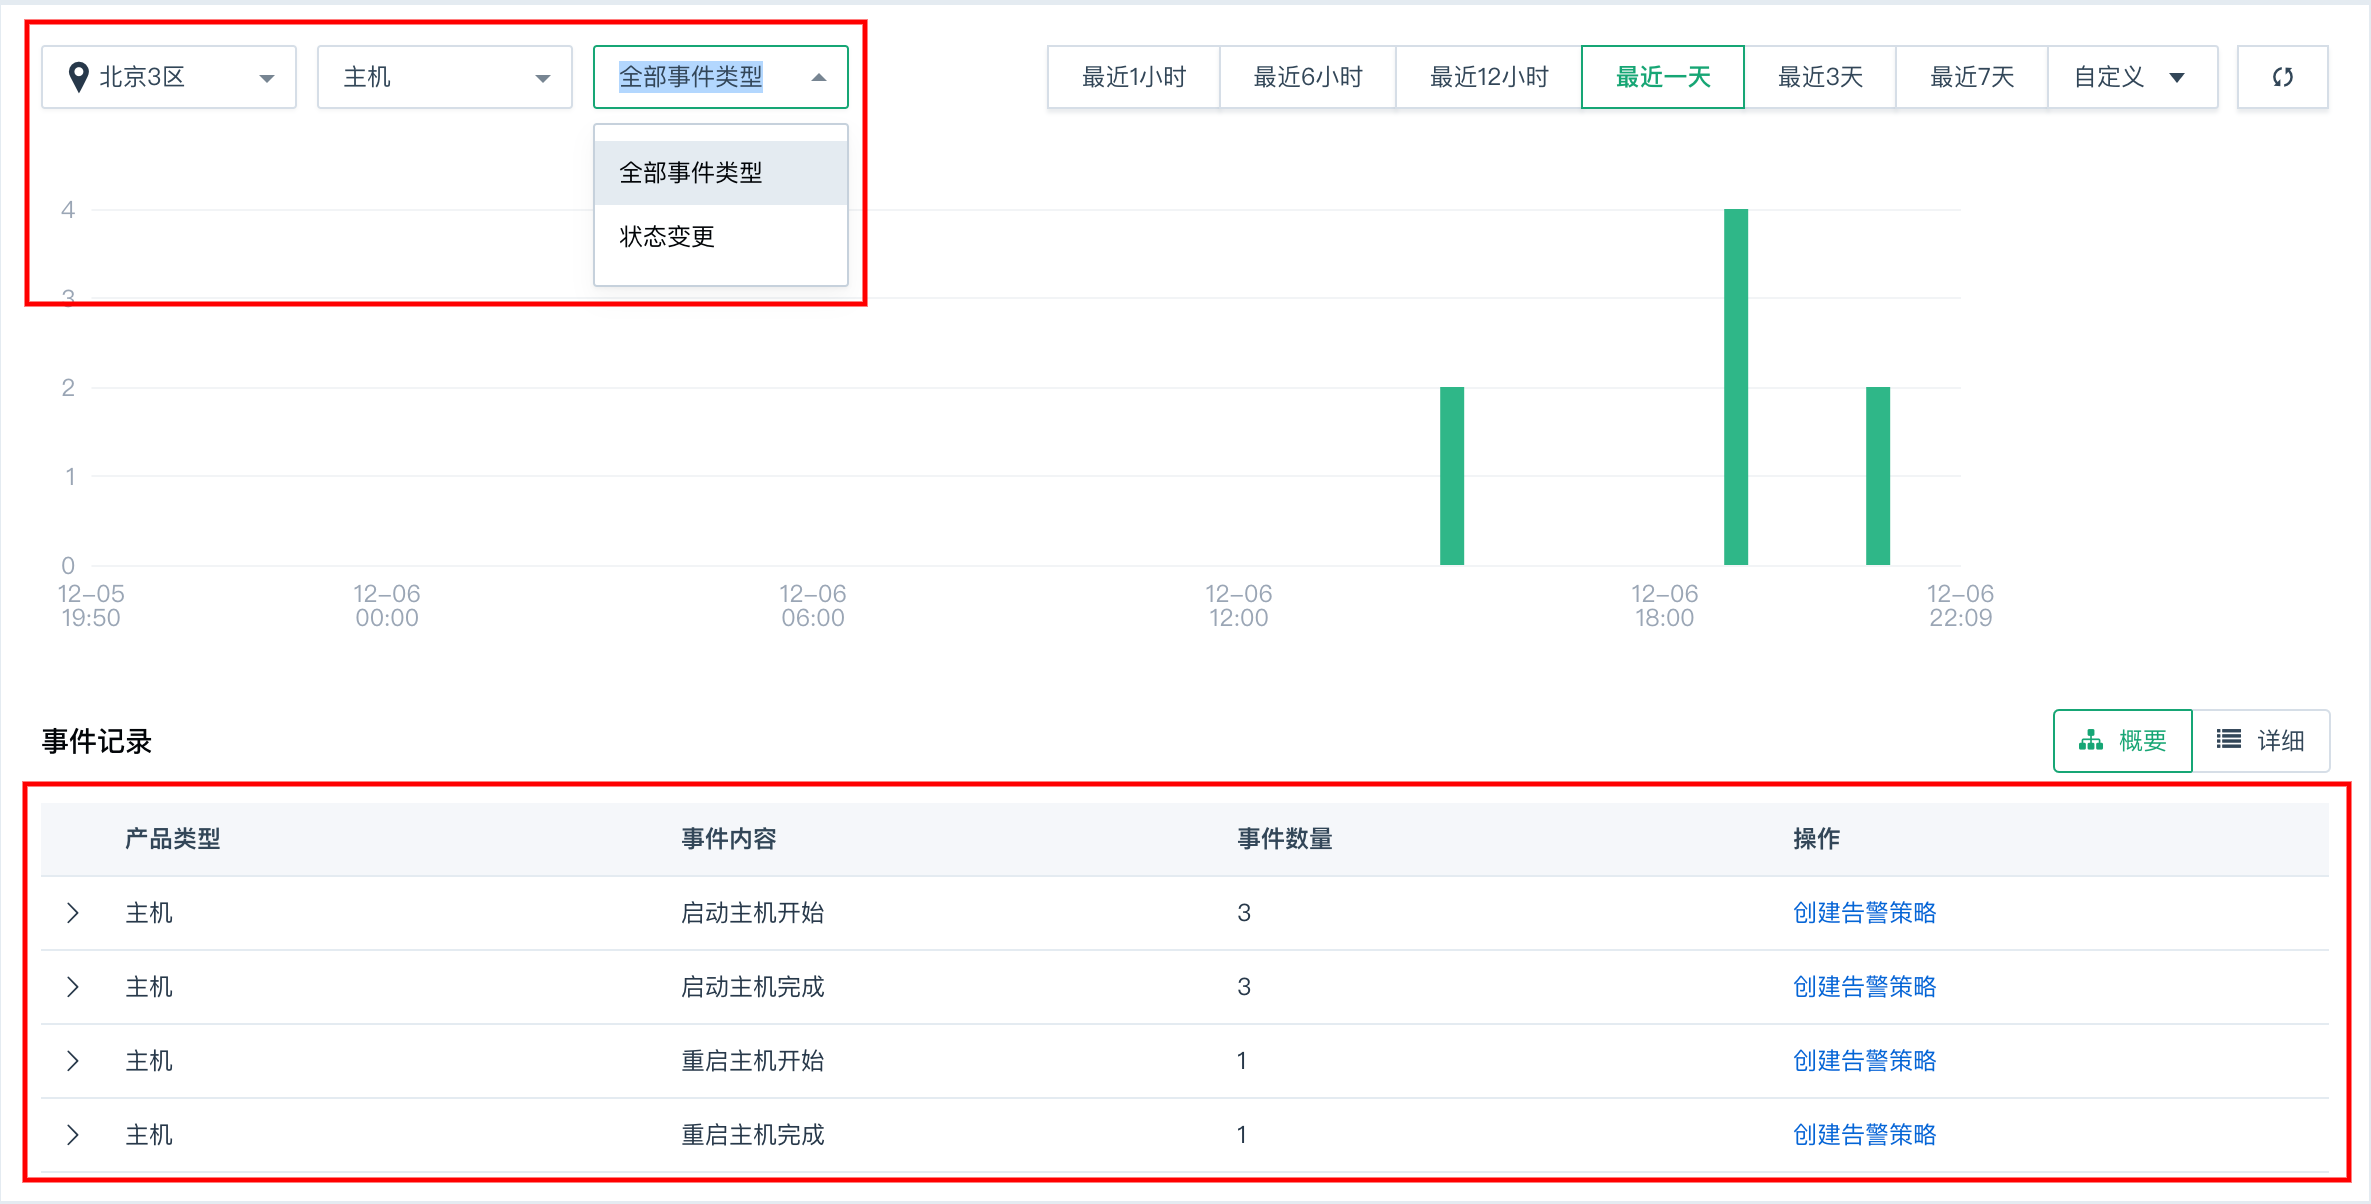 北京3区
主机
全部事件类型
最近1小时
最近6小时
最近12小时
最近一天
最近3天
最近7天
自定义
全部事件类型
状态变更
4
3
2
1
0
12-05
19:50
12-06
00:00
12-06
06:00
12-06
12:00
12-06
18:00
12-06
22:09
事件记录
概要
详细
产品类型 事件内容 事件数量 操作
主机 启动主机开始 3 创建告警策略
主机 启动主机完成 3 创建告警策略
主机 重启主机开始 1 创建告警策略
主机 重启主机完成 1 创建告警策略